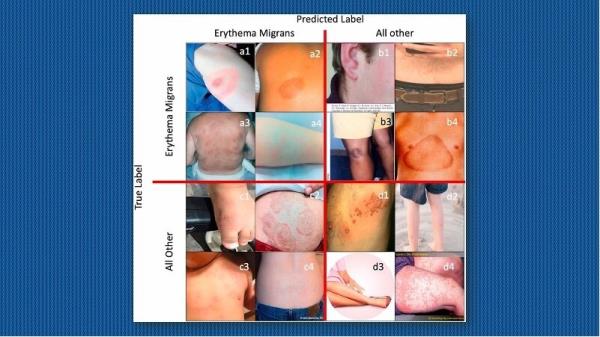 Predicted Label
Erythema Migrans
All other
True Label
Erythema Migrans
All Other
a1
a2
b1
b2
a3
a4
b3
b4
c1
c2
d1
d2
c3
c4
d3
d4